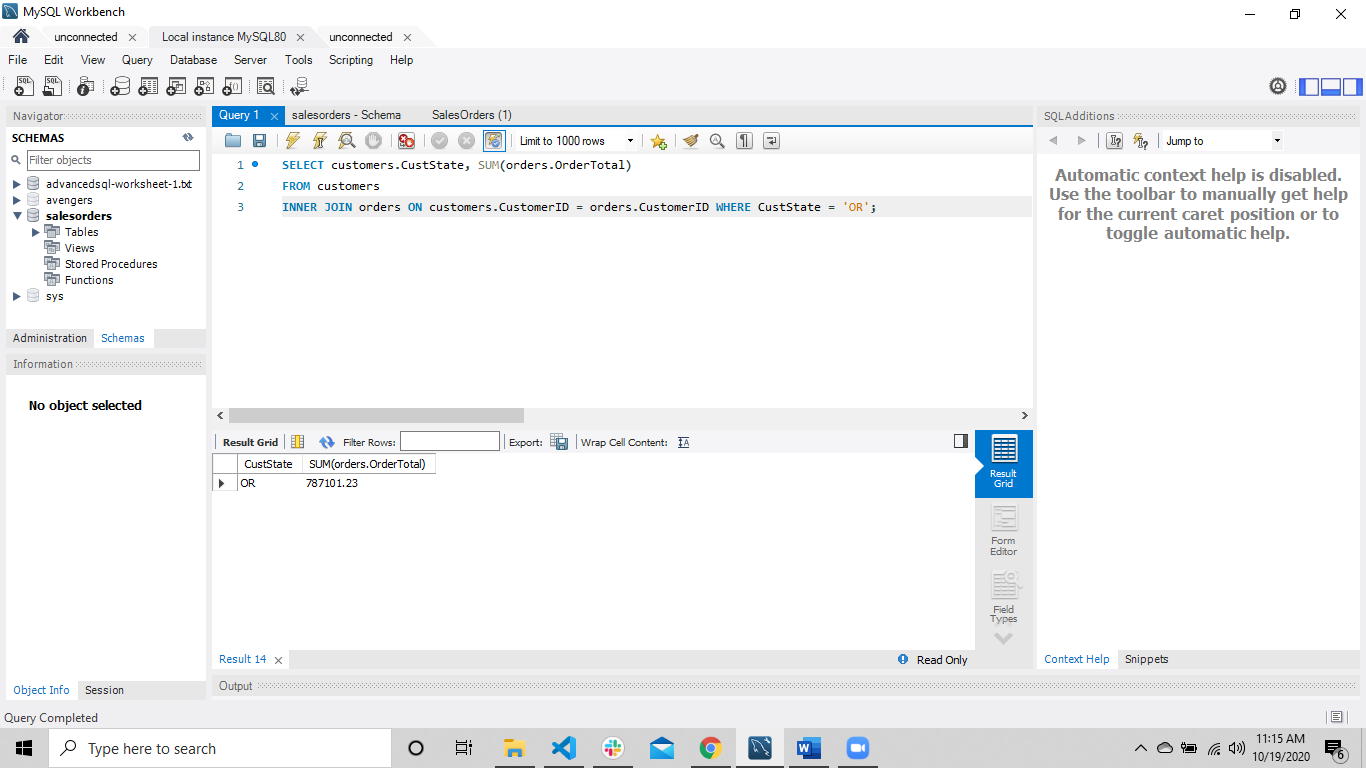 MySQL Workbench
unconnected Local instance MySQL80 unconnected
File Edit View Query Database Server Tools Scripting Help
Navigator
SCHEMAS
Filter objects
advancedsql-worksheet-1.txt
avengers
salesorders
Tables
Views
Stored Procedures
Functions
sys
Administration Schemas
Information
No object selected
Object Info Session
Query 1 salesorders - Schema SalesOrders (1)
Limit to 1000 rows
1 SELECT customers.CustState, SUM(orders.OrderTotal)
2 FROM customers
3 INNER JOIN orders ON customers.CustomerID = orders.CustomerID WHERE CustState = 'OR';
Result Grid Filter Rows: Export: Wrap Cell Content:
CustState SUM(orders.OrderTotal)
OR 787101.23
Result
Grid
Form
Editor
Field
Types
Result 14 Read Only
Output
SQLAdditions
Jump to
Automatic context help is disabled.
Use the toolbar to manually get help
for the current caret position or to
toggle automatic help.
Context Help Snippets
Query Completed
Type here to search
11:15 AM
10/19/2020
6